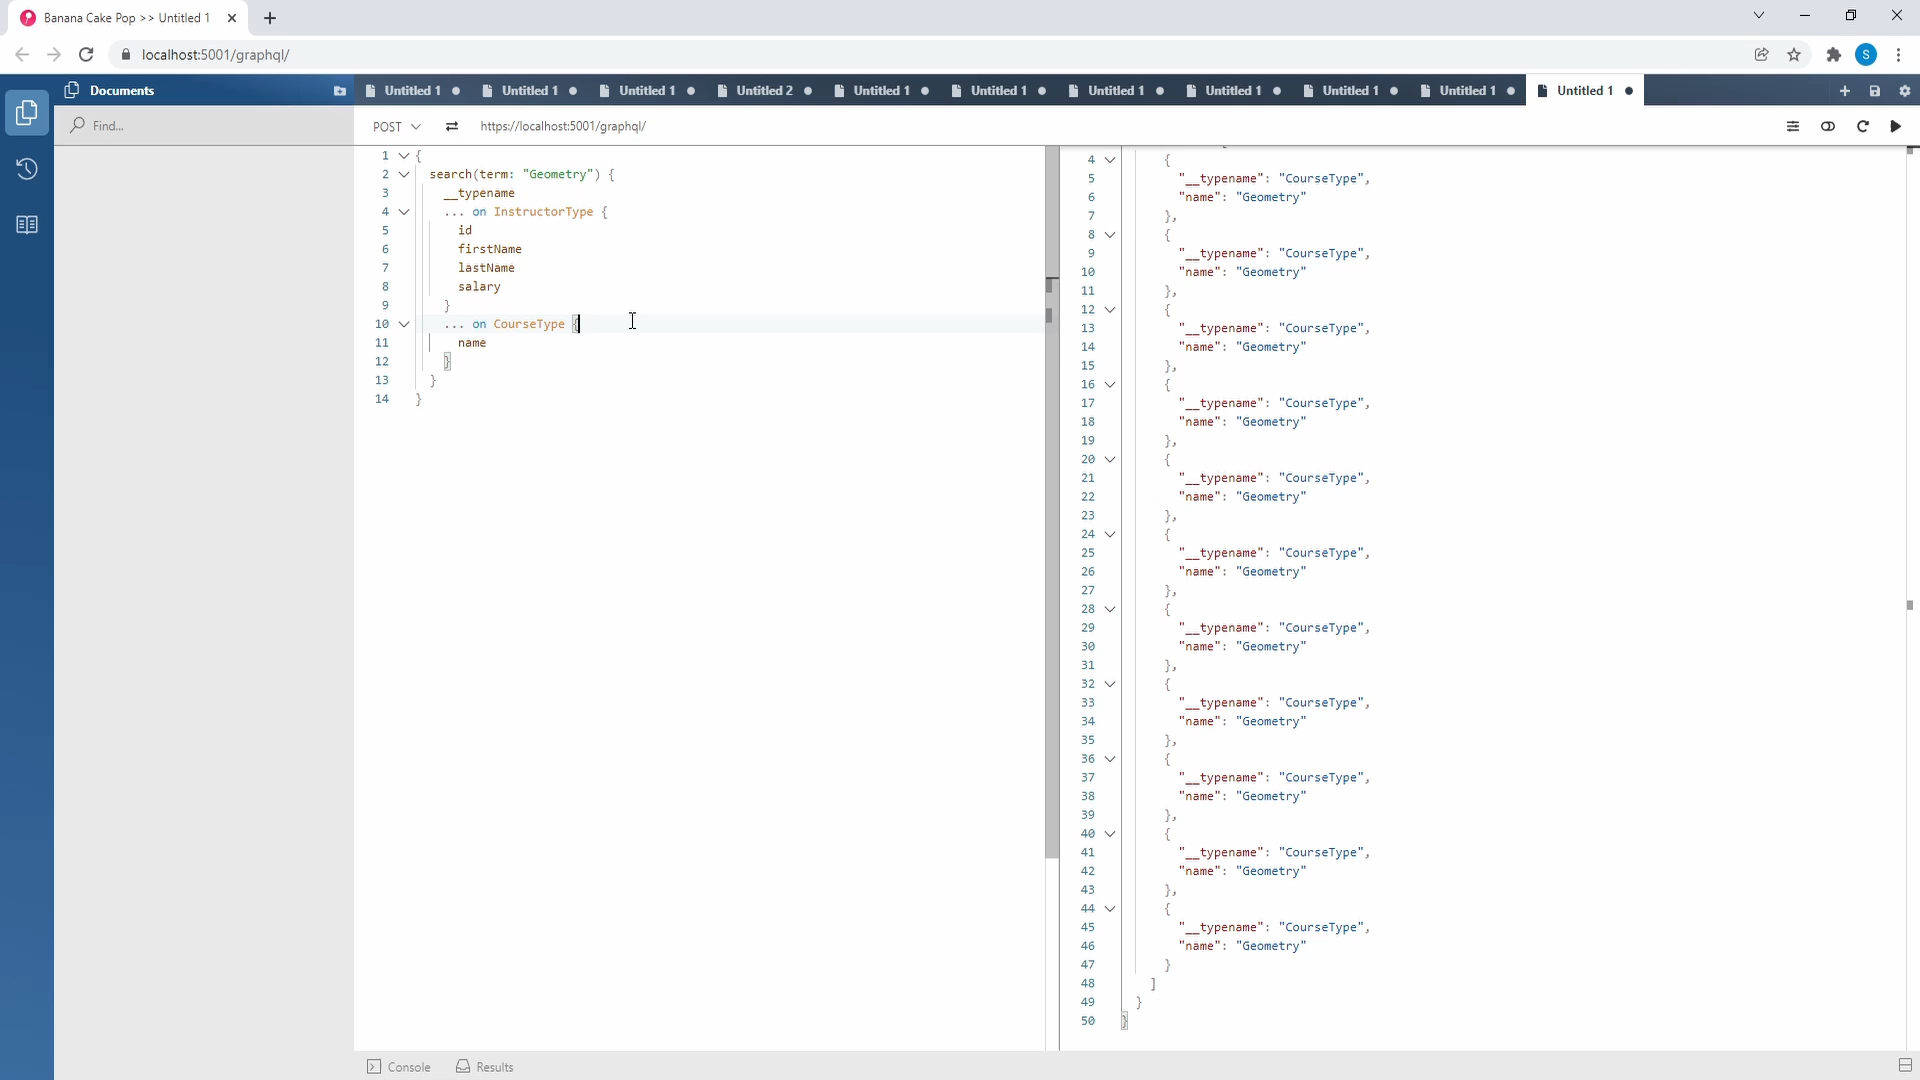 Banana Cake Pop >> Untitled 1
localhost:5001/graphql/
S
Documents
Untitled 1
Untitled 1
Untitled 1
Untitled 2
Untitled 1
Untitled 1
Untitled 1
Untitled 1
Untitled 1
Untitled 1
Untitled 1
Find...
POST
https://localhost:5001/graphql/
1 {
2 search(term: "Geometry") {
3 __typename
4 ... on InstructorType {
5 id
6 firstName
7 lastName
8 salary
9 }
10 ... on CourseType {
11 name
12 }
13 }
14 }
4 {
5 "__typename": "CourseType",
6 "name": "Geometry"
7 },
8 {
9 "__typename": "CourseType",
10 "name": "Geometry"
11 },
12 {
13 "__typename": "CourseType",
14 "name": "Geometry"
15 },
16 {
17 "__typename": "CourseType",
18 "name": "Geometry"
19 },
20 {
21 "__typename": "CourseType",
22 "name": "Geometry"
23 },
24 {
25 "__typename": "CourseType",
26 "name": "Geometry"
27 },
28 {
29 "__typename": "CourseType",
30 "name": "Geometry"
31 },
32 {
33 "__typename": "CourseType",
34 "name": "Geometry"
35 },
36 {
37 "__typename": "CourseType",
38 "name": "Geometry"
39 },
40 {
41 "__typename": "CourseType",
42 "name": "Geometry"
43 },
44 {
45 "__typename": "CourseType",
46 "name": "Geometry"
47 }
48 ]
49 }
50 }
Console
Results